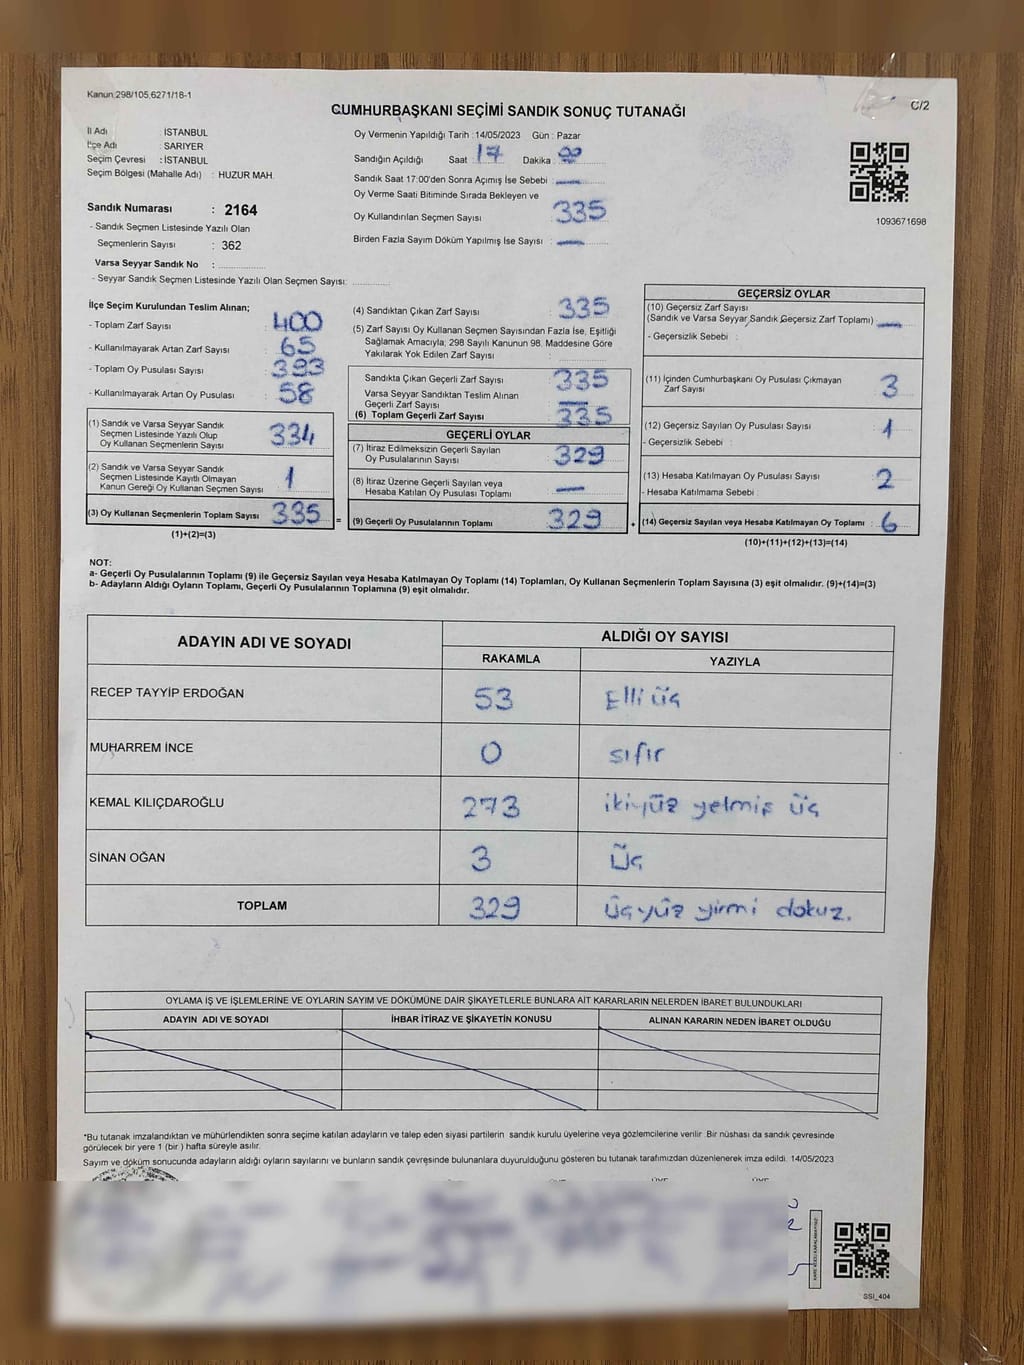 Kanun 298/105,6271/18-1
CUMHURBAŞKANI SEÇİMİ SANDIK SONUÇ TUTANAĞI
C/2
İl Adı : İSTANBUL
İlçe Adı : SARIYER
Seçim Çevresi : İSTANBUL
Seçim Bölgesi (Mahalle Adı) : HUZUR MAH.
Sandık Numarası : 2164
- Sandık Seçmen Listesinde Yazılı Olan
Seçmenlerin Sayısı : 362
Varsa Seyyar Sandık No :
- Seyyar Sandık Seçmen Listesinde Yazılı Olan Seçmen Sayısı:
Oy Vermenin Yapıldığı Tarih : 14/05/2023 Gün : Pazar
Sandığın Açıldığı Saat : 17 Dakika : 00
Sandık Saat 17:00'den Sonra Açımış İse Sebebi : —
Oy Verme Saati Bitiminde Sırada Bekleyen ve
Oy Kullandırılan Seçmen Sayısı : 335
Birden Fazla Sayım Döküm Yapılmış İse Sayısı : —
1093671698
İlçe Seçim Kurulundan Teslim Alınan;
- Toplam Zarf Sayısı : 400
- Kullanılmayarak Artan Zarf Sayısı : 65
- Toplam Oy Pusulası Sayısı : 393
- Kullanılmayarak Artan Oy Pusulası : 58
(1) Sandık ve Varsa Seyyar Sandık
Seçmen Listesinde Yazılı Olup
Oy Kullanan Seçmenlerin Sayısı : 334
(2) Sandık ve Varsa Seyyar Sandık
Seçmen Listesinde Kayıtlı Olmayan
Kanun Gereği Oy Kullanan Seçmen Sayısı : 1
(3) Oy Kullanan Seçmenlerin Toplam Sayısı : 335 =
(1)+(2)=(3)
(4) Sandıktan Çıkan Zarf Sayısı : 335
(5) Zarf Sayısı Oy Kullanan Seçmen Sayısından Fazla İse, Eşitliği
Sağlamak Amacıyla; 298 Sayılı Kanunun 98. Maddesine Göre
Yakılarak Yok Edilen Zarf Sayısı :
Sandıkta Çıkan Geçerli Zarf Sayısı : 335
Varsa Seyyar Sandıktan Teslim Alınan
Geçerli Zarf Sayısı : —
(6) Toplam Geçerli Zarf Sayısı : 335
GEÇERLİ OYLAR
(7) İtiraz Edilmeksizin Geçerli Sayılan
Oy Pusulalarının Sayısı : 329
(8) İtiraz Üzerine Geçerli Sayılan veya
Hesaba Katılan Oy Pusulası Toplamı : —
(9) Geçerli Oy Pusulalarının Toplamı : 329 +
GEÇERSİZ OYLAR
(10) Geçersiz Zarf Sayısı
(Sandık ve Varsa Seyyar Sandık Geçersiz Zarf Toplamı) : —
- Geçersizlik Sebebi :
(11) İçinden Cumhurbaşkanı Oy Pusulası Çıkmayan
Zarf Sayısı : 3
(12) Geçersiz Sayılan Oy Pusulası Sayısı : 1
- Geçersizlik Sebebi :
(13) Hesaba Katılmayan Oy Pusulası Sayısı : 2
- Hesaba Katılmama Sebebi :
(14) Geçersiz Sayılan veya Hesaba Katılmayan Oy Toplamı : 6
(10)+(11)+(12)+(13)=(14)
NOT:
a- Geçerli Oy Pusulalarının Toplamı (9) ile Geçersiz Sayılan veya Hesaba Katılmayan Oy Toplamı (14) Toplamları, Oy Kullanan Seçmenlerin Toplam Sayısına (3) eşit olmalıdır. (9)+(14)=(3)
b- Adayların Aldığı Oyların Toplamı, Geçerli Oy Pusulalarının Toplamına (9) eşit olmalıdır.
ADAYIN ADI VE SOYADI ALDIĞI OY SAYISI
RAKAMLA YAZIYLA
RECEP TAYYİP ERDOĞAN 53 Elli üç
MUHARREM İNCE 0 sıfır
KEMAL KILIÇDAROĞLU 273 ikiyüz yetmiş üç
SİNAN OĞAN 3 Üç
TOPLAM 329 üçyüz yirmi dokuz.
OYLAMA İŞ VE İŞLEMLERİNE VE OYLARIN SAYIM VE DÖKÜMÜNE DAİR ŞİKAYETLERLE BUNLARA AİT KARARLARIN NELERDEN İBARET BULUNDUKLARI
ADAYIN ADI VE SOYADI İHBAR İTİRAZ VE ŞİKAYETİN KONUSU ALINAN KARARIN NEDEN İBARET OLDUĞU
*Bu tutanak imzalandıktan ve mühürlendikten sonra seçime katılan adayların ve talep eden siyasi partilerin sandık kurulu üyelerine veya gözlemcilerine verilir. Bir nüshası da sandık çevresinde
görülecek bir yere 1 (bir) hafta süreyle asılır.
Sayım ve döküm sonucunda adayların aldığı oyların sayılarını ve bunların sandık çevresinde bulunanlara duyurulduğunu gösteren bu tutanak tarafımızdan düzenlenerek imza edildi. 14/05/2023
SSI_404